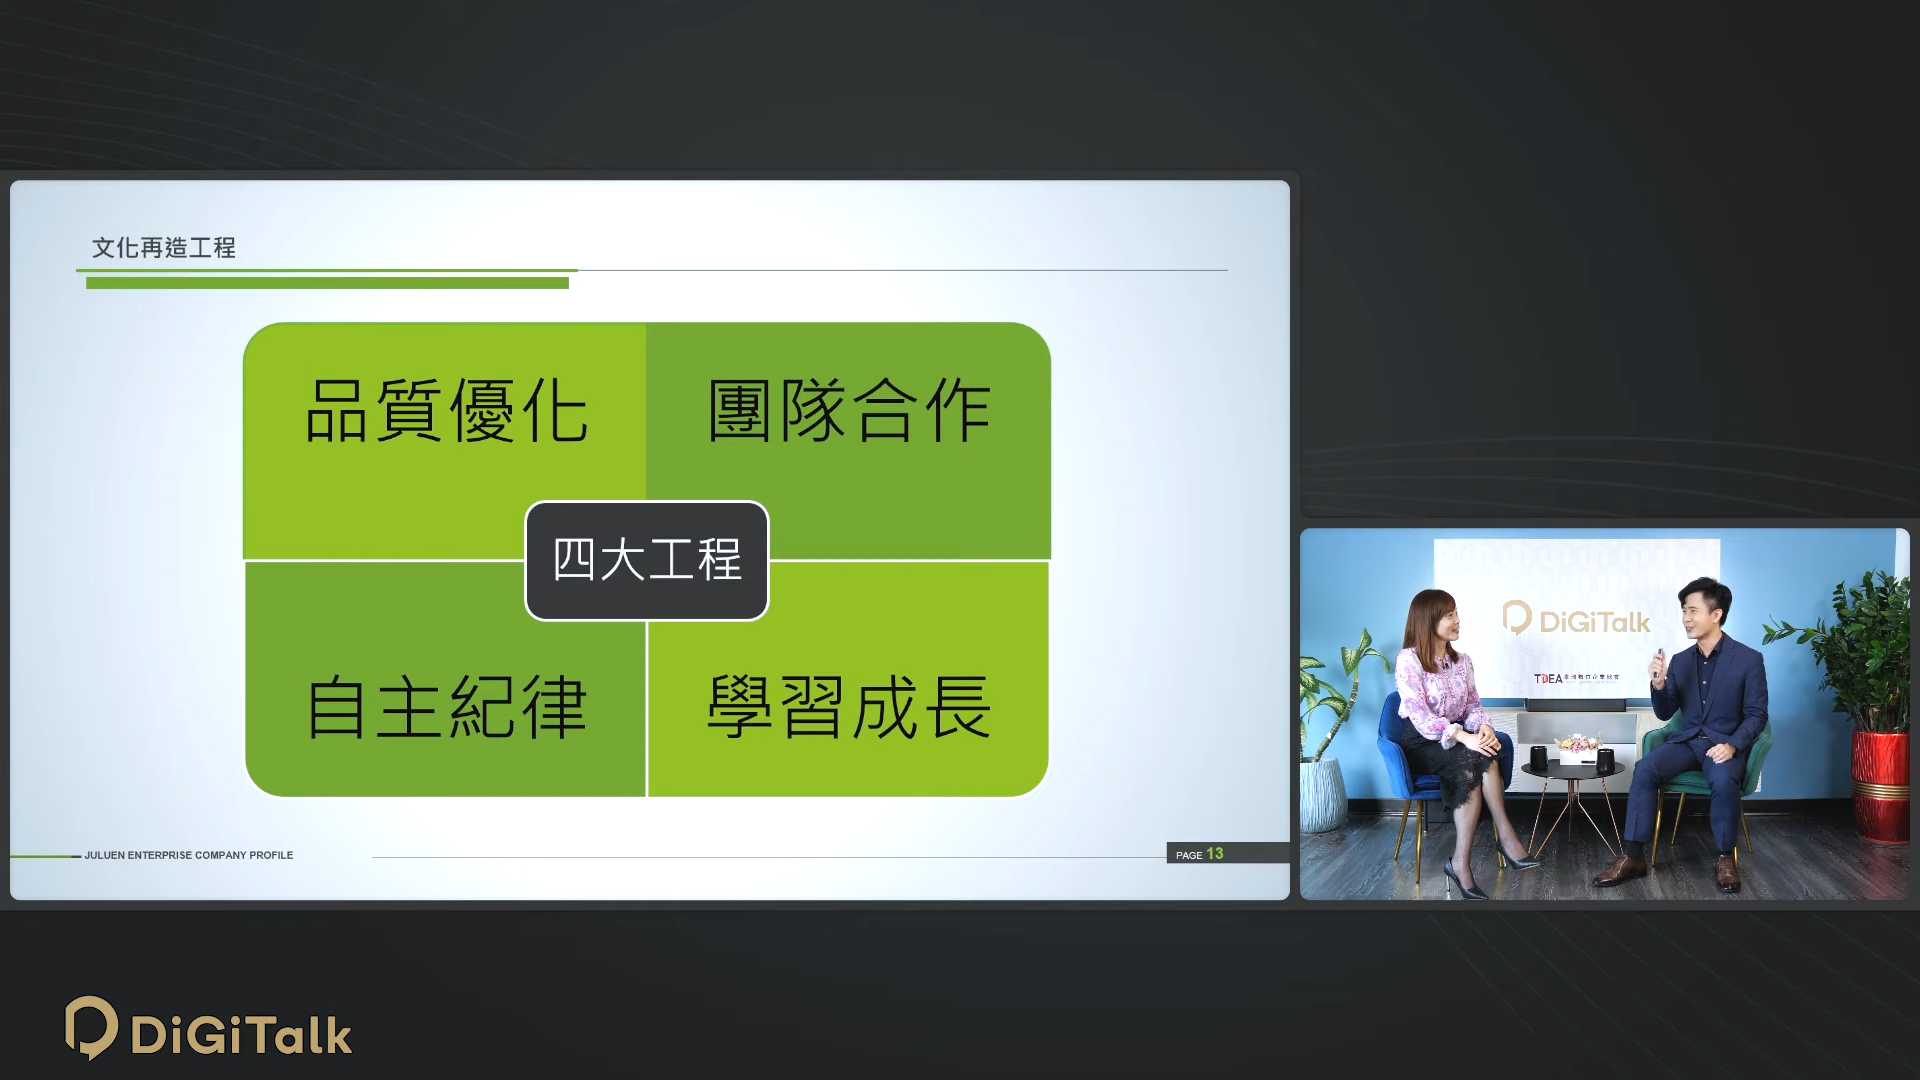 文化再造工程
品質優化
團隊合作
四大工程
自主紀律
學習成長
JULUEN ENTERPRISE COMPANY PROFILE
PAGE 13
DiGiTalk
TDEA
DiGiTalk